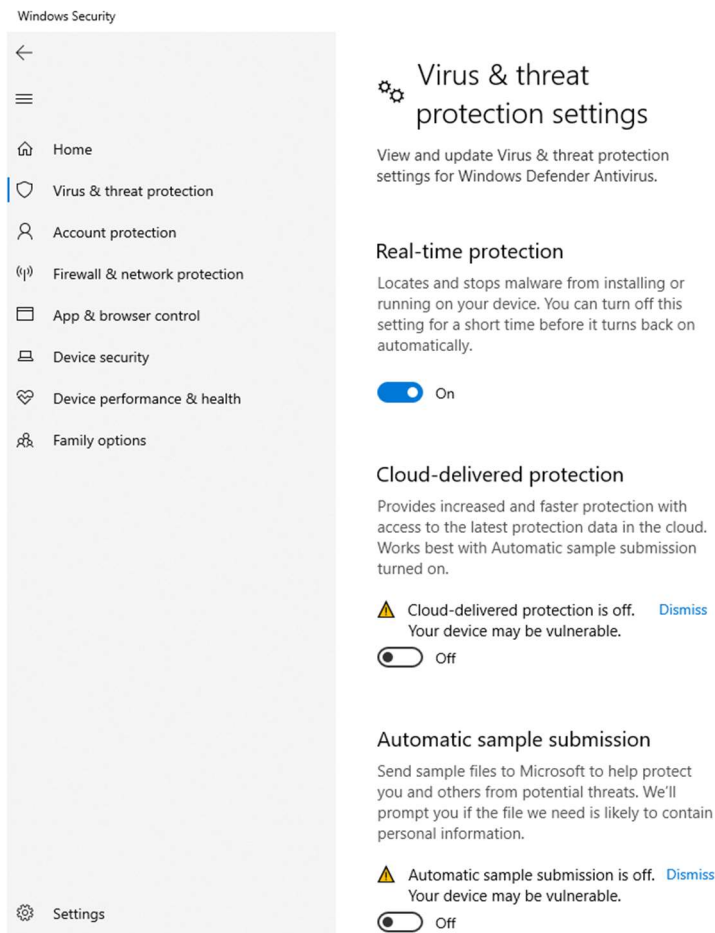 Windows Security
Home
Virus & threat protection
Account protection
Firewall & network protection
App & browser control
Device security
Device performance & health
Family options
Settings
Virus & threat
protection settings
View and update Virus & threat protection
settings for Windows Defender Antivirus.
Real-time protection
Locates and stops malware from installing or
running on your device. You can turn off this
setting for a short time before it turns back on
automatically.
On
Cloud-delivered protection
Provides increased and faster protection with
access to the latest protection data in the cloud.
Works best with Automatic sample submission
turned on.
Cloud-delivered protection is off. Dismiss
Your device may be vulnerable.
Off
Automatic sample submission
Send sample files to Microsoft to help protect
you and others from potential threats. We'll
prompt you if the file we need is likely to contain
personal information.
Automatic sample submission is off. Dismiss
Your device may be vulnerable.
Off